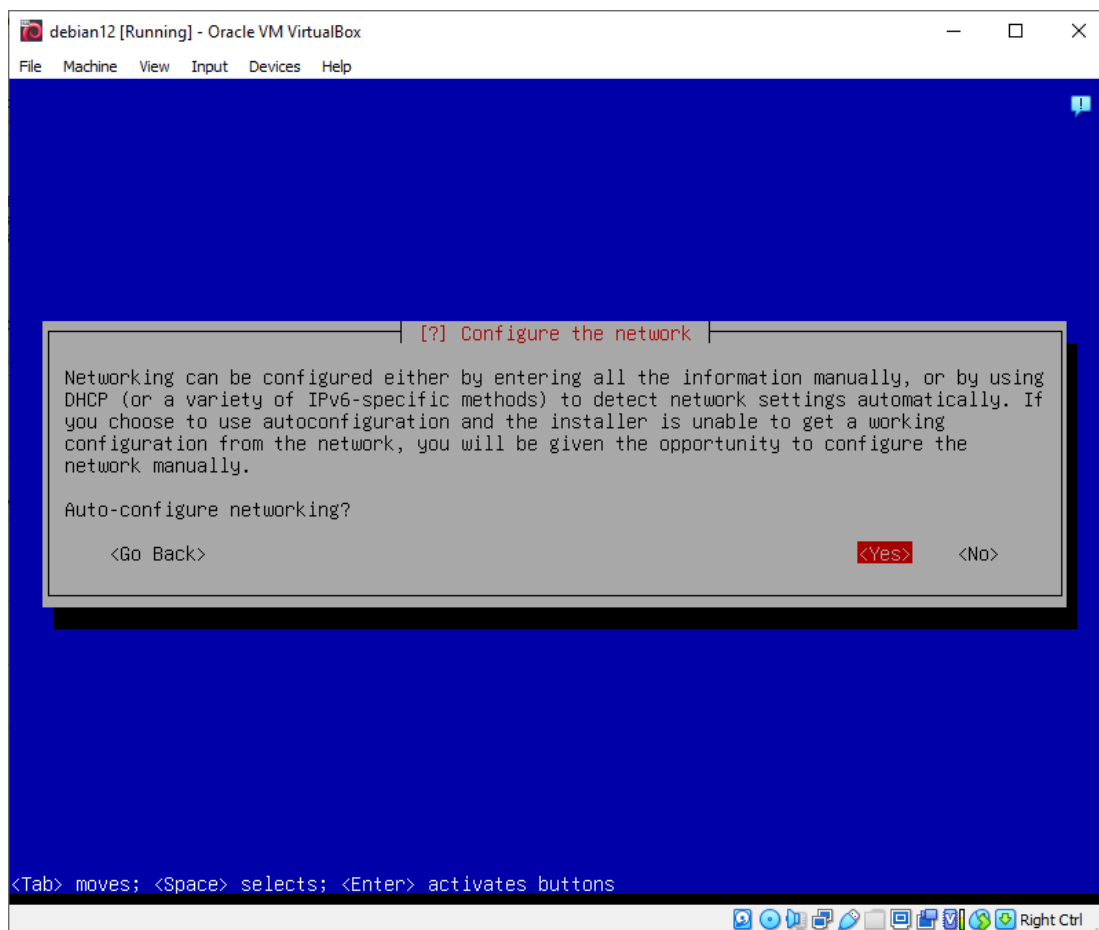 debian12 [Running] - Oracle VM VirtualBox
File Machine View Input Devices Help
[?] Configure the network
Networking can be configured either by entering all the information manually, or by using
DHCP (or a variety of IPv6-specific methods) to detect network settings automatically. If
you choose to use autoconfiguration and the installer is unable to get a working
configuration from the network, you will be given the opportunity to configure the
network manually.
Auto-configure networking?
<Go Back> <Yes> <No>
<Tab> moves; <Space> selects; <Enter> activates buttons
Right Ctrl